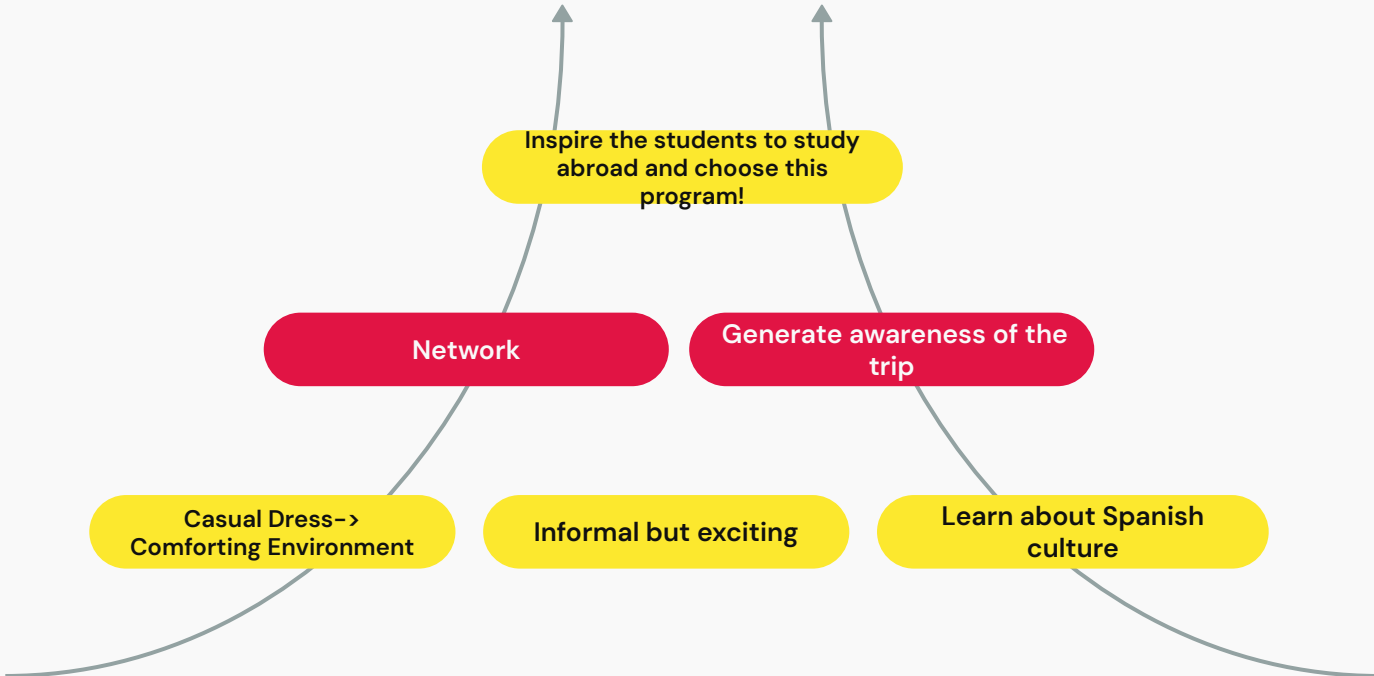 Inspire the students to study
abroad and choose this
program!
Network
Generate awareness of the
trip
Casual Dress->
Comforting Environment
Informal but exciting
Learn about Spanish
culture